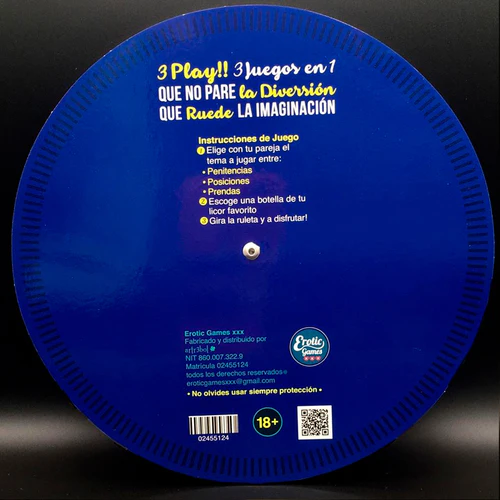 3 Play!! 3 Juegos en 1
QUE NO PARE la Diversión
QUE Ruede LA IMAGINACIÓN
Instrucciones de Juego
1 Elige con tu pareja el
tema a jugar entre:
• Penitencias
• Posiciones
• Prendas
2 Escoge una botella de tu
licor favorito
3 Gira la ruleta y a disfrutar!
Erotic Games xxx
Fabricado y distribuido por
NIT 860.007.322.9
Matricula 02455124
todos los derechos reservados®
eroticgamesxxx@gmail.com
• No olvides usar siempre protección •
Erotic
Games
xxx
02455124
18+